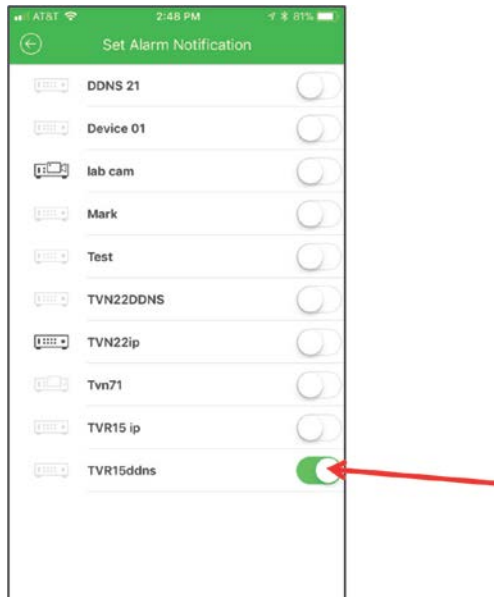 AT&T 2:48 PM 81%
Set Alarm Notification
DDNS 21
Device 01
lab cam
Mark
Test
TVN22DDNS
TVN22ip
Tvn71
TVR15 ip
TVR15ddns